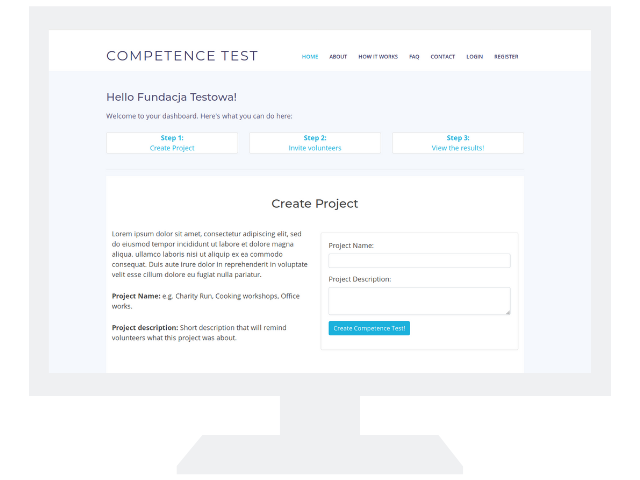 COMPETENCE TEST
HOME ABOUT HOW IT WORKS FAQ CONTACT LOGIN REGISTER
Hello Fundacja Testowa!
Welcome to your dashboard. Here's what you can do here:
Step 1:
Create Project
Step 2:
Invite volunteers
Step 3:
View the results!
Create Project
Lorem ipsum dolor sit amet, consectetur adipiscing elit, sed
do eiusmod tempor incididunt ut labore et dolore magna
aliqua. ullamco laboris nisi ut aliquip ex ea commodo
consequat. Duis aute irure dolor in reprehenderit in voluptate
velit esse cillum dolore eu fugiat nulla pariatur.
Project Name: e.g. Charity Run, Cooking workshops, Office
works.
Project description: Short description that will remind
volunteers what this project was about.
Project Name:
Project Description:
Create Competence Test!